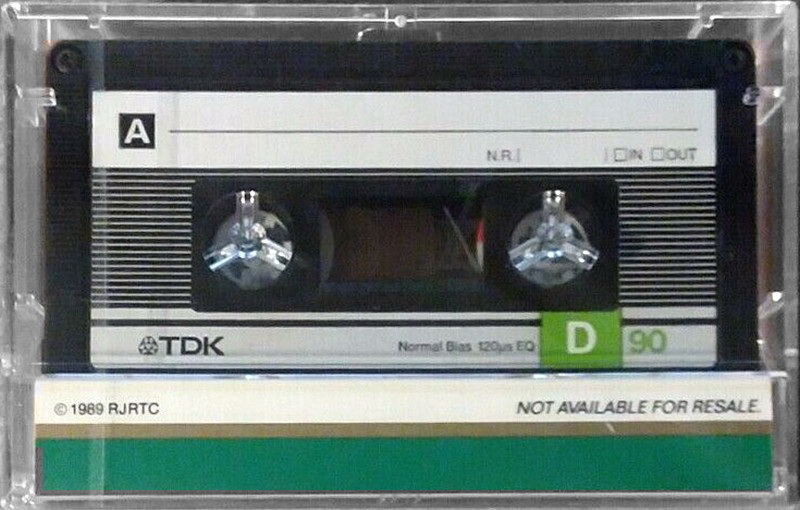 A
N.R. IN OUT
TDK Normal Bias 120µs EQ D 90
© 1989 RJRTC NOT AVAILABLE FOR RESALE.